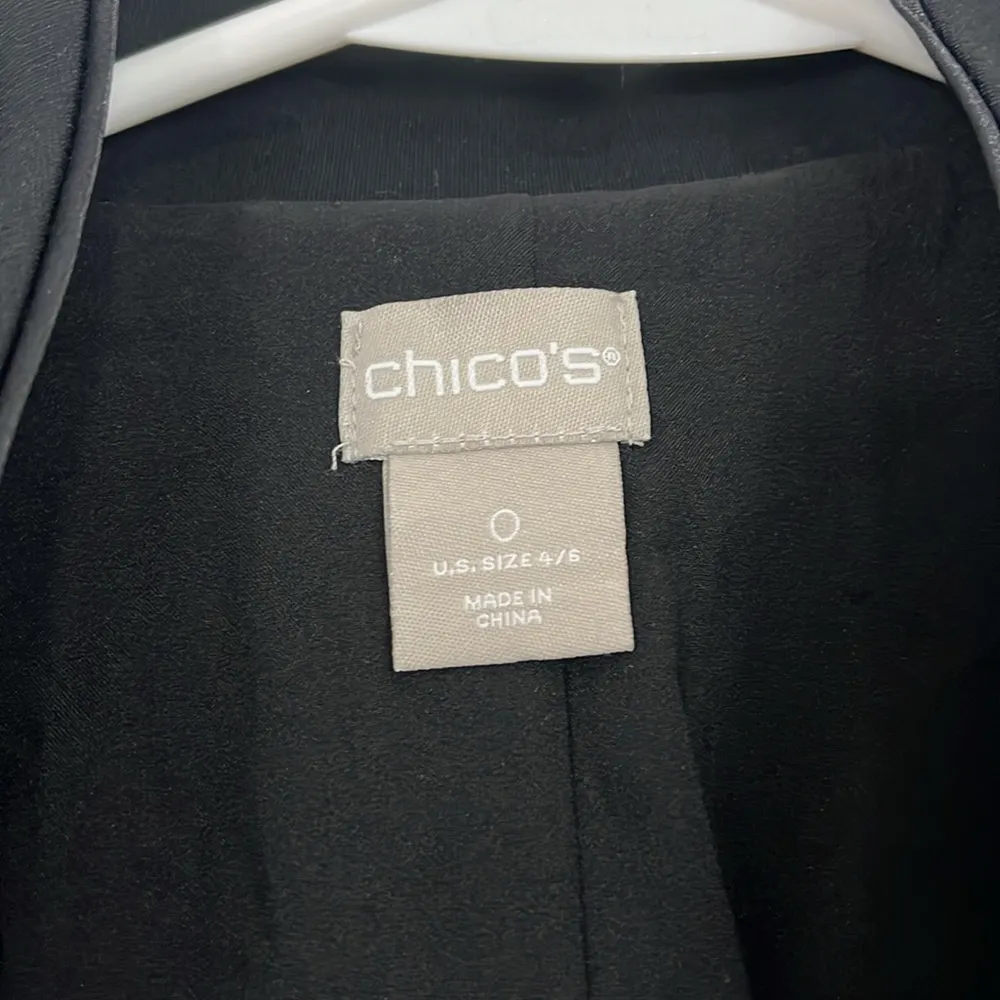 chico's®
0
U.S. SIZE 4/6
MADE IN
CHINA